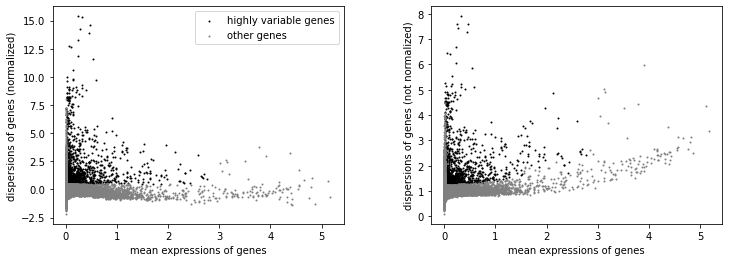 dispersions of genes (normalized)
15.0
12.5
10.0
7.5
5.0
2.5
0.0
−2.5
highly variable genes
other genes
0 1 2 3 4 5
mean expressions of genes
dispersions of genes (not normalized)
8
7
6
5
4
3
2
1
0
0 1 2 3 4 5
mean expressions of genes